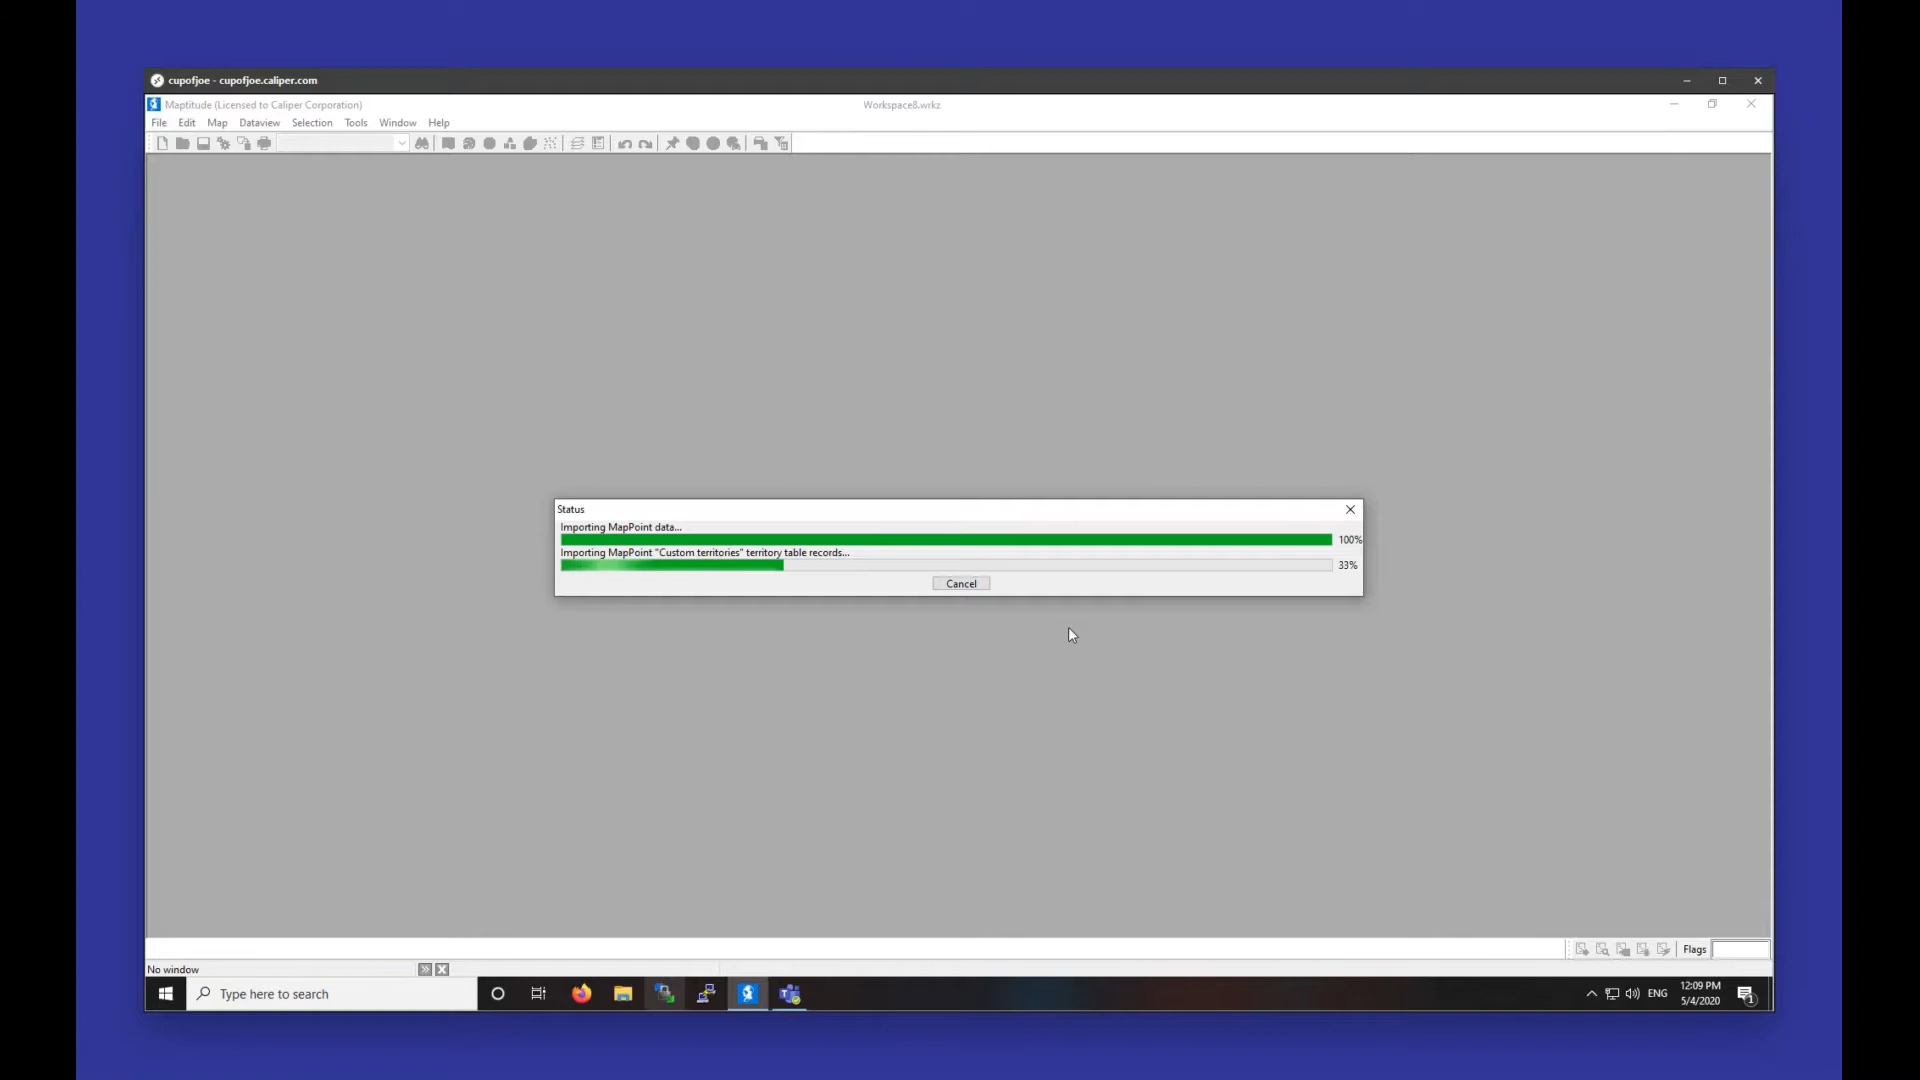 cupofjoe - cupofjoe.caliper.com
Maptitude (Licensed to Caliper Corporation) Workspace8.wrkz
File Edit Map Dataview Selection Tools Window Help
Status
Importing MapPoint data...
100%
Importing MapPoint "Custom territories" territory table records...
33%
Cancel
Flags
No window
Type here to search
ENG
12:09 PM
5/4/2020
1